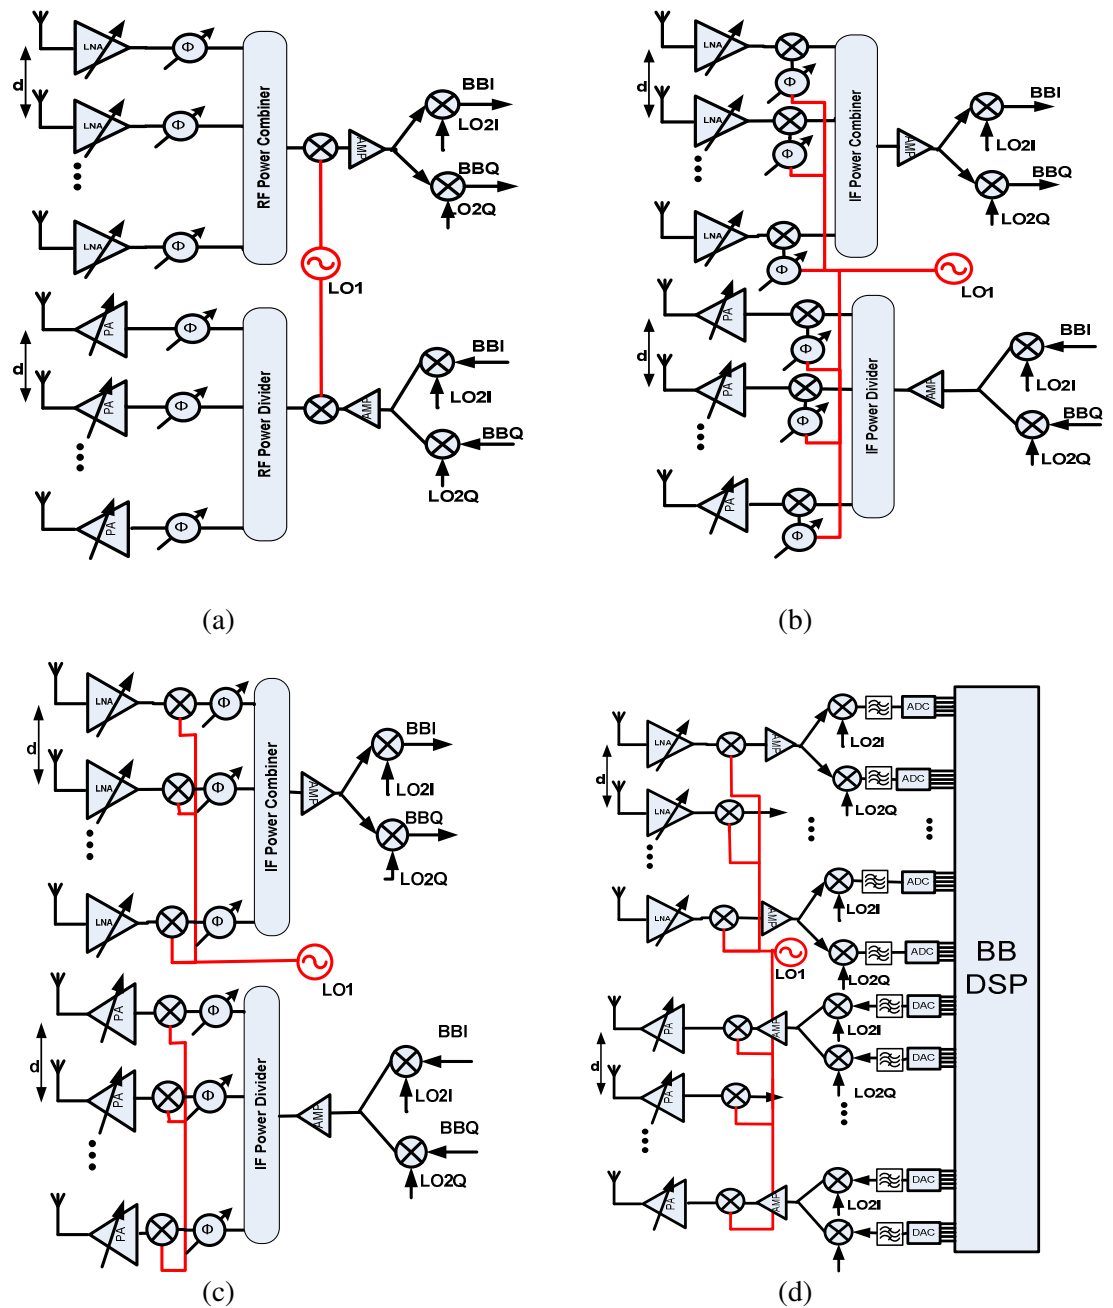 LNA
Φ
d
LNA
Φ
LNA
Φ
RF Power Combiner
AMP
BBI
LO2I
BBQ
LO2Q
LO1
PA
Φ
d
PA
Φ
PA
Φ
RF Power Divider
AMP
BBI
LO2I
BBQ
LO2Q
(a)
LNA
Φ
d
LNA
Φ
LNA
Φ
IF Power Combiner
AMP
BBI
LO2I
BBQ
LO2Q
LO1
PA
Φ
d
PA
Φ
PA
Φ
IF Power Divider
AMP
BBI
LO2I
BBQ
LO2Q
(b)
LNA
Φ
d
LNA
Φ
LNA
Φ
IF Power Combiner
AMP
BBI
LO2I
BBQ
LO2Q
LO1
PA
Φ
d
PA
Φ
PA
Φ
IF Power Divider
AMP
BBI
LO2I
BBQ
LO2Q
(c)
LNA
AMP
LO2I
ADC
d
LO2Q
ADC
LNA
LNA
AMP
LO2I
ADC
LO2Q
ADC
LO1
BB
DSP
PA
AMP
LO2I
DAC
d
LO2Q
DAC
PA
PA
AMP
LO2I
DAC
DAC
(d)